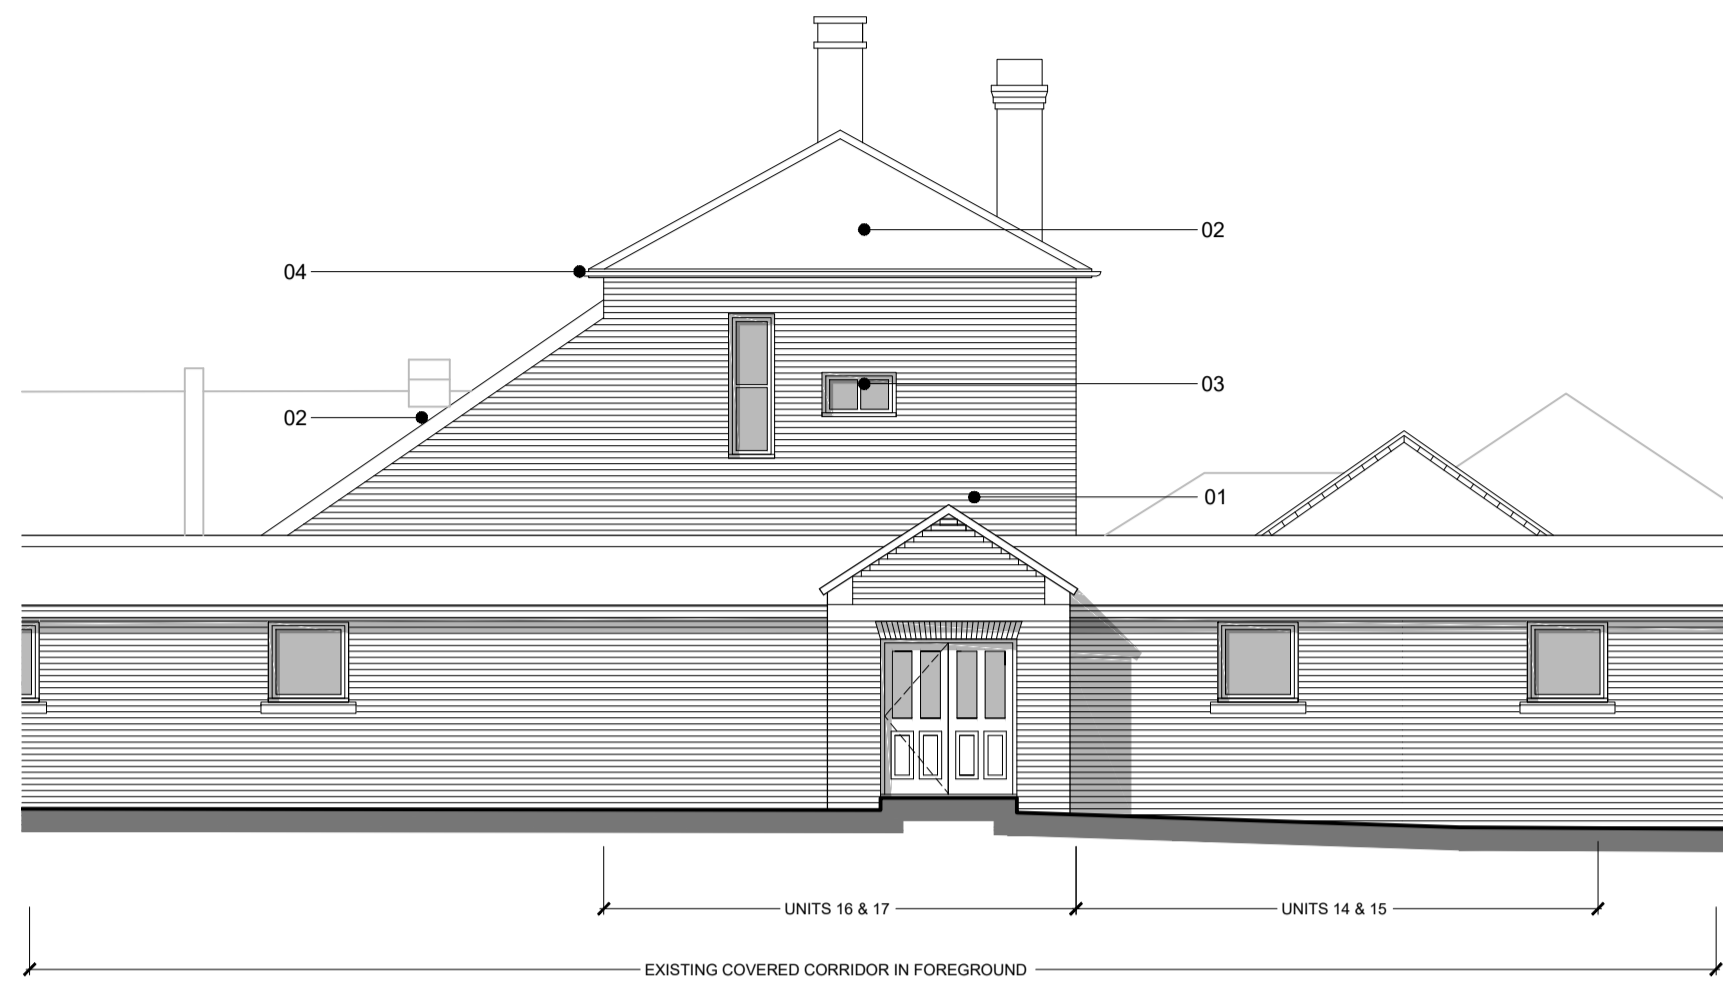 02
04
03
02
01
UNITS 16 & 17
UNITS 14 & 15
EXISTING COVERED CORRIDOR IN FOREGROUND